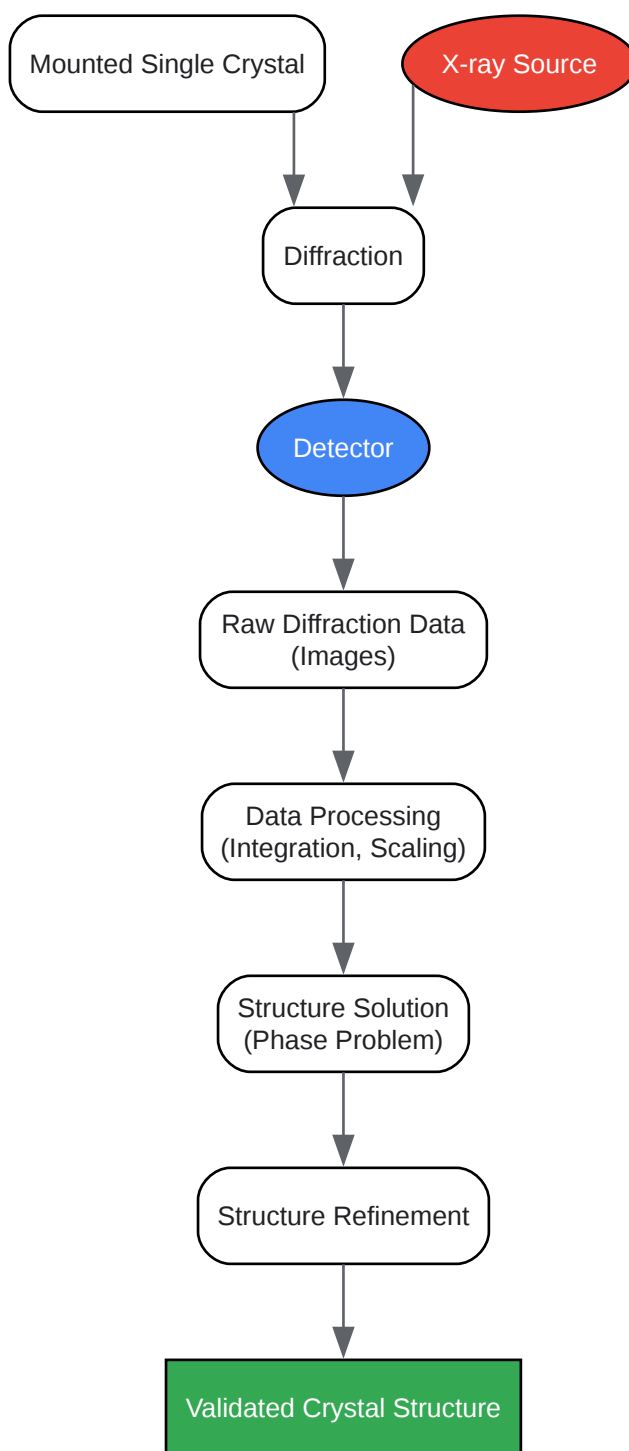 Mounted Single Crystal
X-ray Source
Diffraction
Detector
Raw Diffraction Data
(Images)
Data Processing
(Integration, Scaling)
Structure Solution
(Phase Problem)
Structure Refinement
Validated Crystal Structure